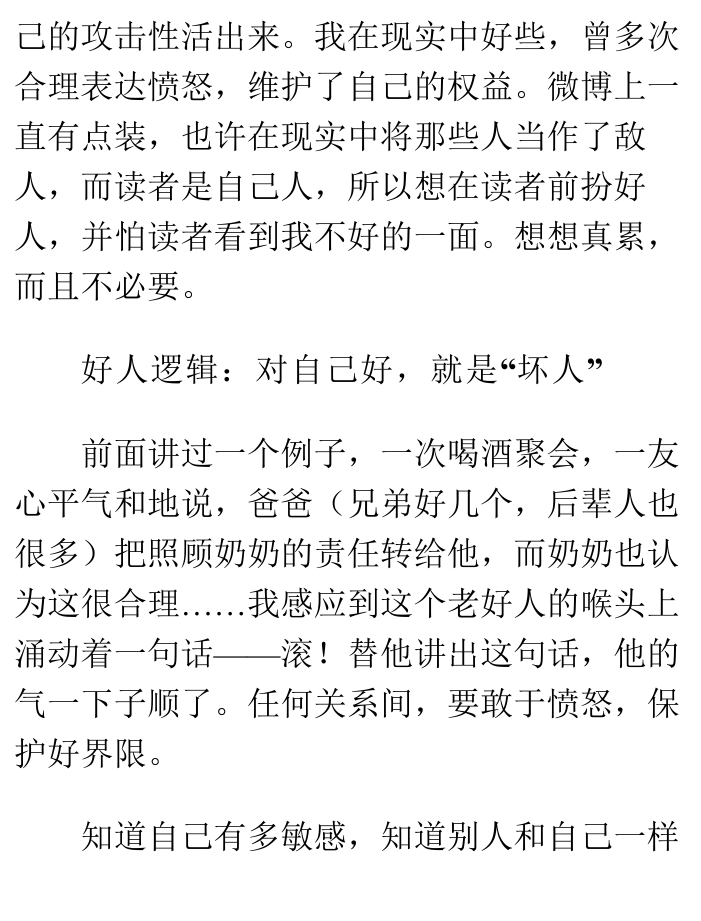 己的攻击性活出来。我在现实中好些，曾多次
合理表达愤怒，维护了自己的权益。微博上一
直有点装，也许在现实中将那些人当作了敌
人，而读者是自己人，所以想在读者前扮好
人，并怕读者看到我不好的一面。想想真累，
而且不必要。
好人逻辑：对自己好，就是“坏人”
前面讲过一个例子，一次喝酒聚会，一友
心平气和地说，爸爸（兄弟好几个，后辈人也
很多）把照顾奶奶的责任转给他，而奶奶也认
为这很合理……我感应到这个老好人的喉头上
涌动着一句话——滚！替他讲出这句话，他的
气一下子顺了。任何关系间，要敢于愤怒，保
护好界限。
知道自己有多敏感，知道别人和自己一样